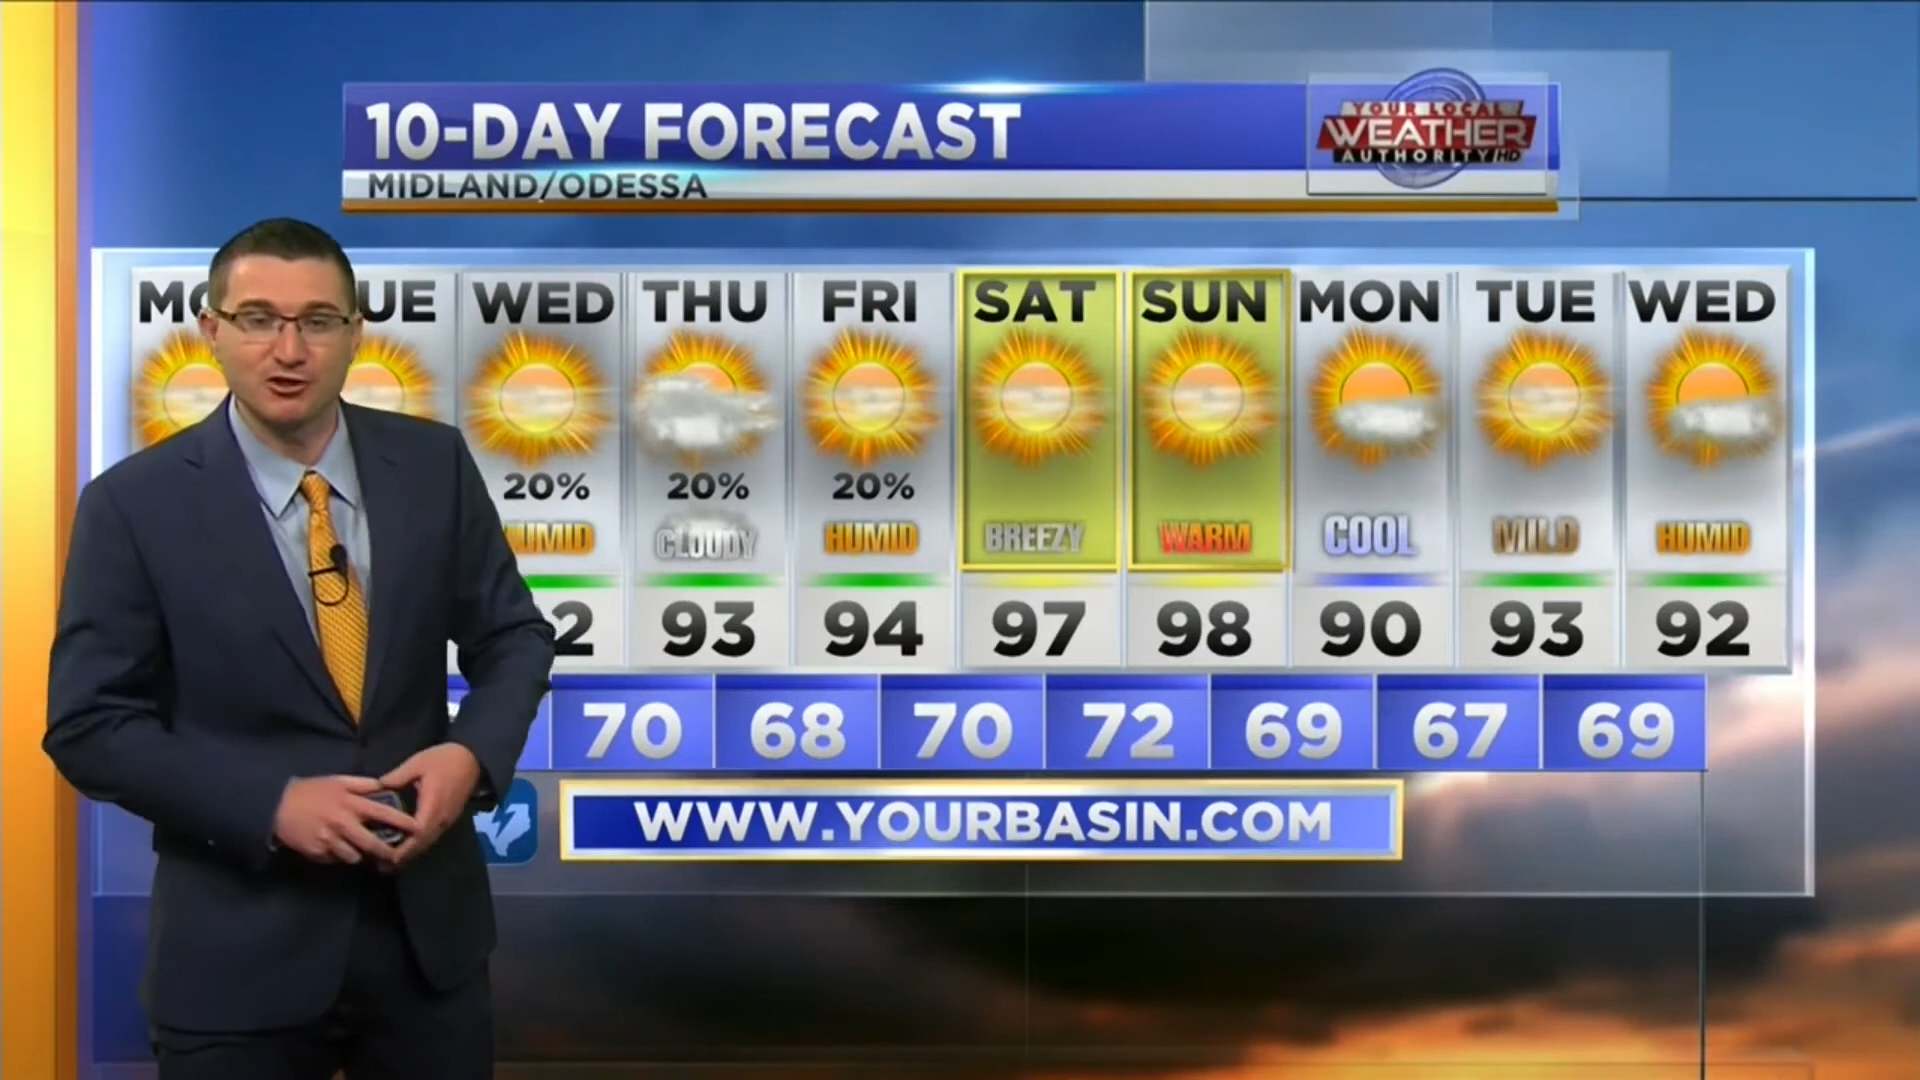 10-DAY FORECAST
MIDLAND/ODESSA
YOUR LOCAL
WEATHER
AUTHORITY/HD
WED THU FRI SAT SUN MON TUE WED
20% 20% 20%
CLOUDY HUMID BREEZY WARM COOL MILD HUMID
93 94 97 98 90 93 92
70 68 70 72 69 67 69
WWW.YOURBASIN.COM